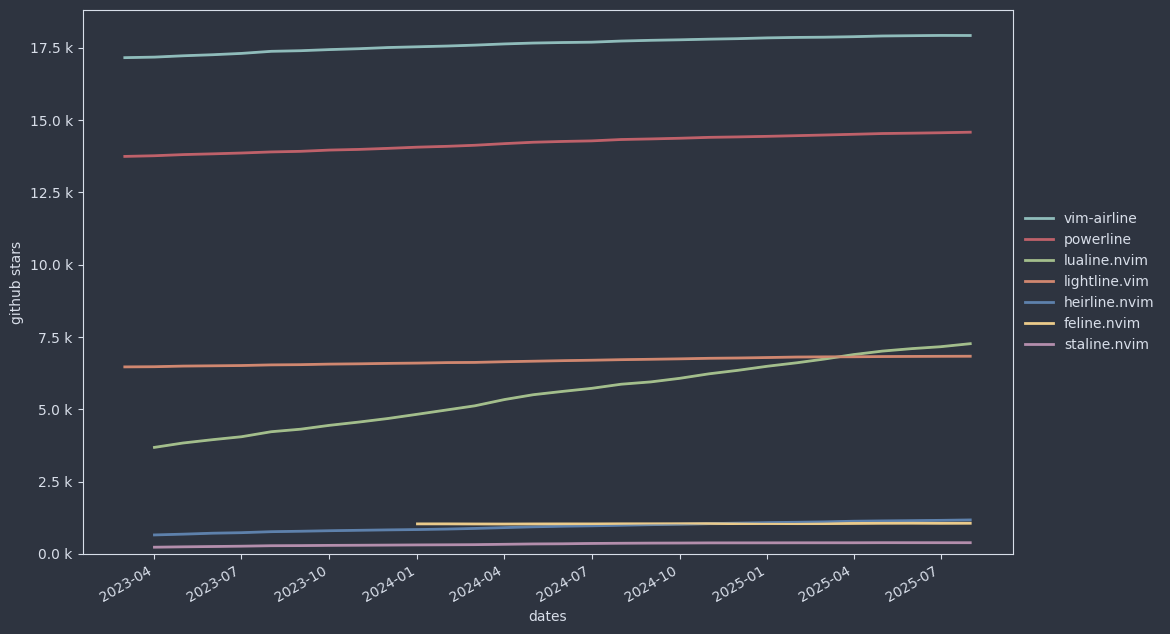 17.5 k
15.0 k
12.5 k
10.0 k
7.5 k
5.0 k
2.5 k
0.0 k
github stars
2023-04
2023-07
2023-10
2024-01
2024-04
2024-07
2024-10
2025-01
2025-04
2025-07
dates
vim-airline
powerline
lualine.nvim
lightline.vim
heirline.nvim
feline.nvim
staline.nvim